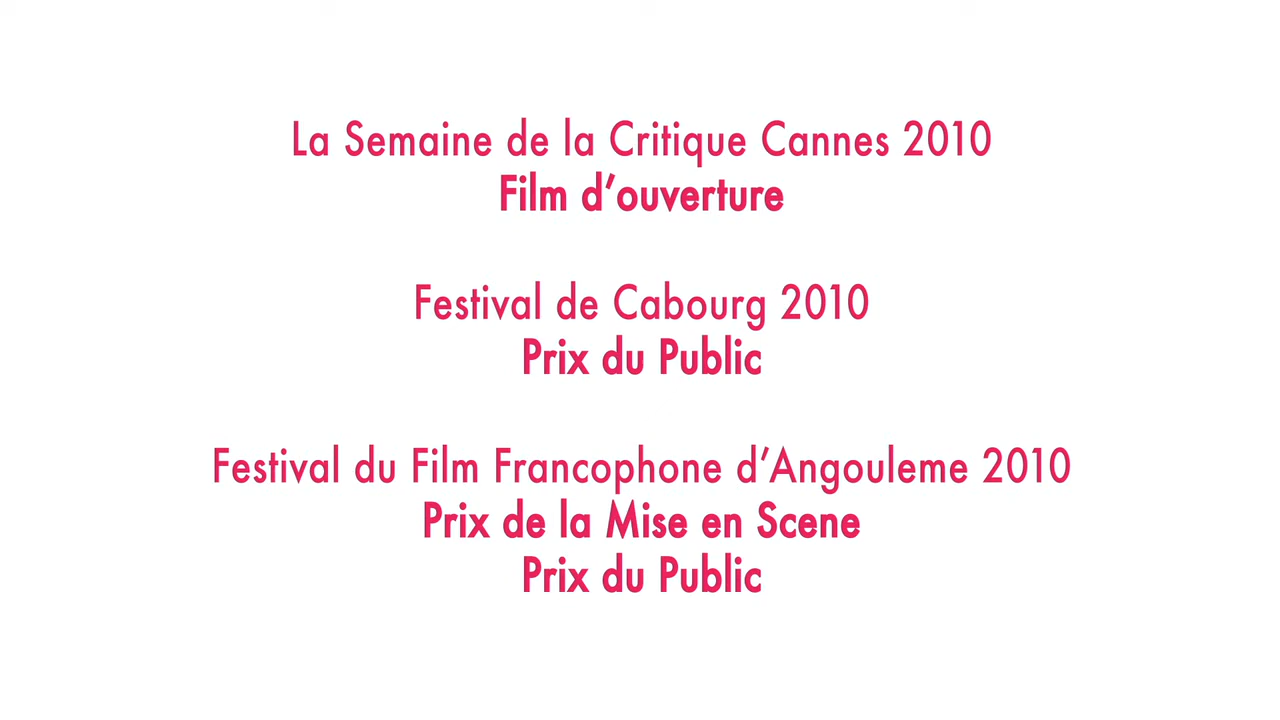 La Semaine de la Critique Cannes 2010
Film d’ouverture
Festival de Cabourg 2010
Prix du Public
Festival du Film Francophone d’Angouleme 2010
Prix de la Mise en Scene
Prix du Public